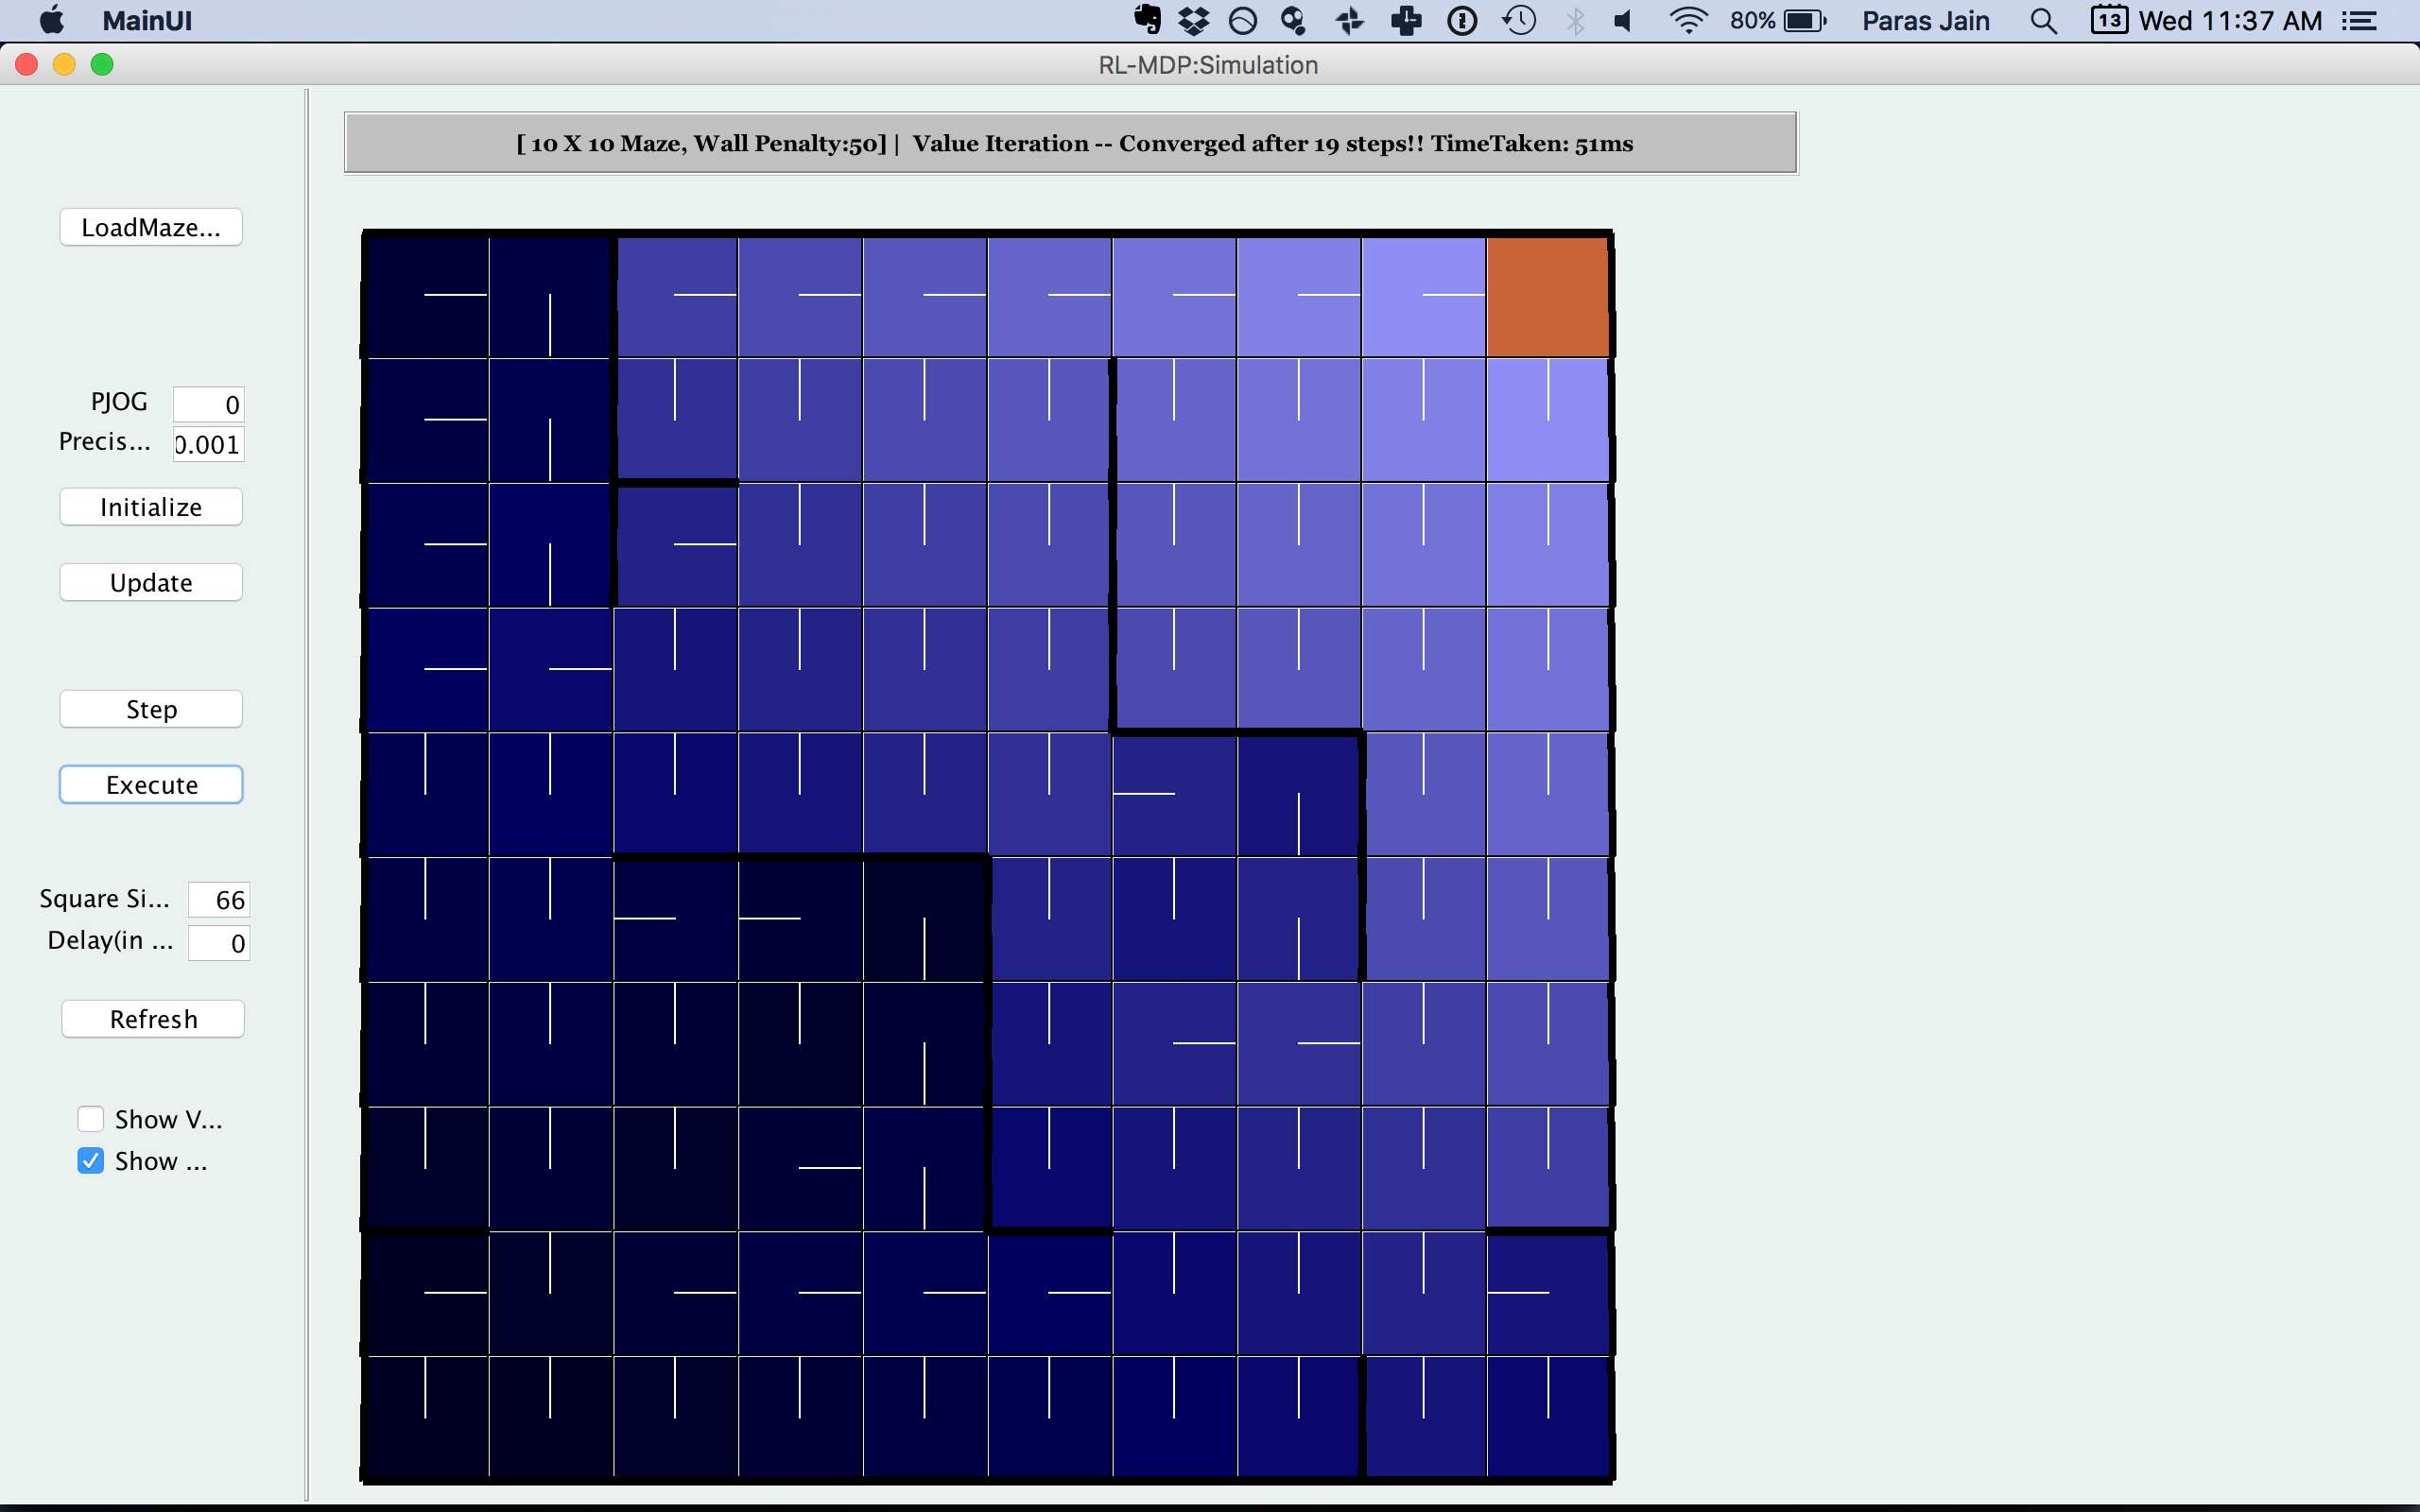 MainUI
80%
Paras Jain
13
Wed 11:37 AM
RL-MDP:Simulation
[ 10 X 10 Maze, Wall Penalty:50] | Value Iteration -- Converged after 19 steps!! TimeTaken: 51ms
LoadMaze...
PJOG 0
Precis... 0.001
Initialize
Update
Step
Execute
Square Si... 66
Delay(in ... 0
Refresh
Show V...
Show ...